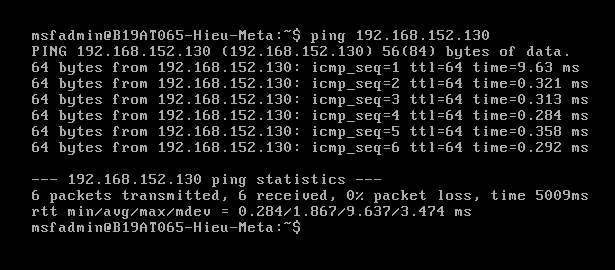 msfadmin@B19AT065-Hieu-Meta:~$ ping 192.168.152.130
PING 192.168.152.130 (192.168.152.130) 56(84) bytes of data.
64 bytes from 192.168.152.130: icmp_seq=1 ttl=64 time=9.63 ms
64 bytes from 192.168.152.130: icmp_seq=2 ttl=64 time=0.321 ms
64 bytes from 192.168.152.130: icmp_seq=3 ttl=64 time=0.313 ms
64 bytes from 192.168.152.130: icmp_seq=4 ttl=64 time=0.284 ms
64 bytes from 192.168.152.130: icmp_seq=5 ttl=64 time=0.358 ms
64 bytes from 192.168.152.130: icmp_seq=6 ttl=64 time=0.292 ms
--- 192.168.152.130 ping statistics ---
6 packets transmitted, 6 received, 0% packet loss, time 5009ms
rtt min/avg/max/mdev = 0.284/1.867/9.637/3.474 ms
msfadmin@B19AT065-Hieu-Meta:~$